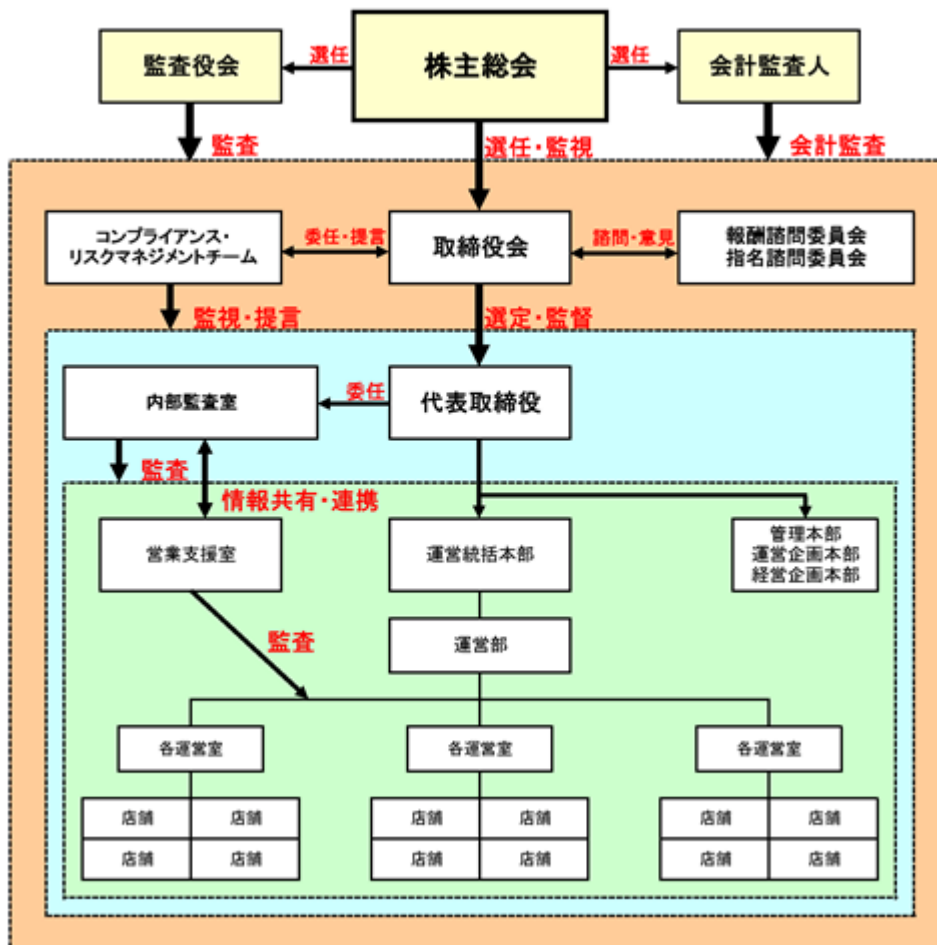 監査役会
選任
株主総会
選任
会計監査人
監査
選任・監視
会計監査
コンプライアンス・
リスクマネジメントチーム
委任・提言
取締役会
諮問・意見
報酬諮問委員会
指名諮問委員会
監視・提言
選定・監督
内部監査室
委任
代表取締役
監査
情報共有・連携
営業支援室
運営統括本部
管理本部
運営企画本部
経営企画本部
監査
運営部
各運営室
各運営室
各運営室
店舗
店舗
店舗
店舗
店舗
店舗
店舗
店舗
店舗
店舗
店舗
店舗